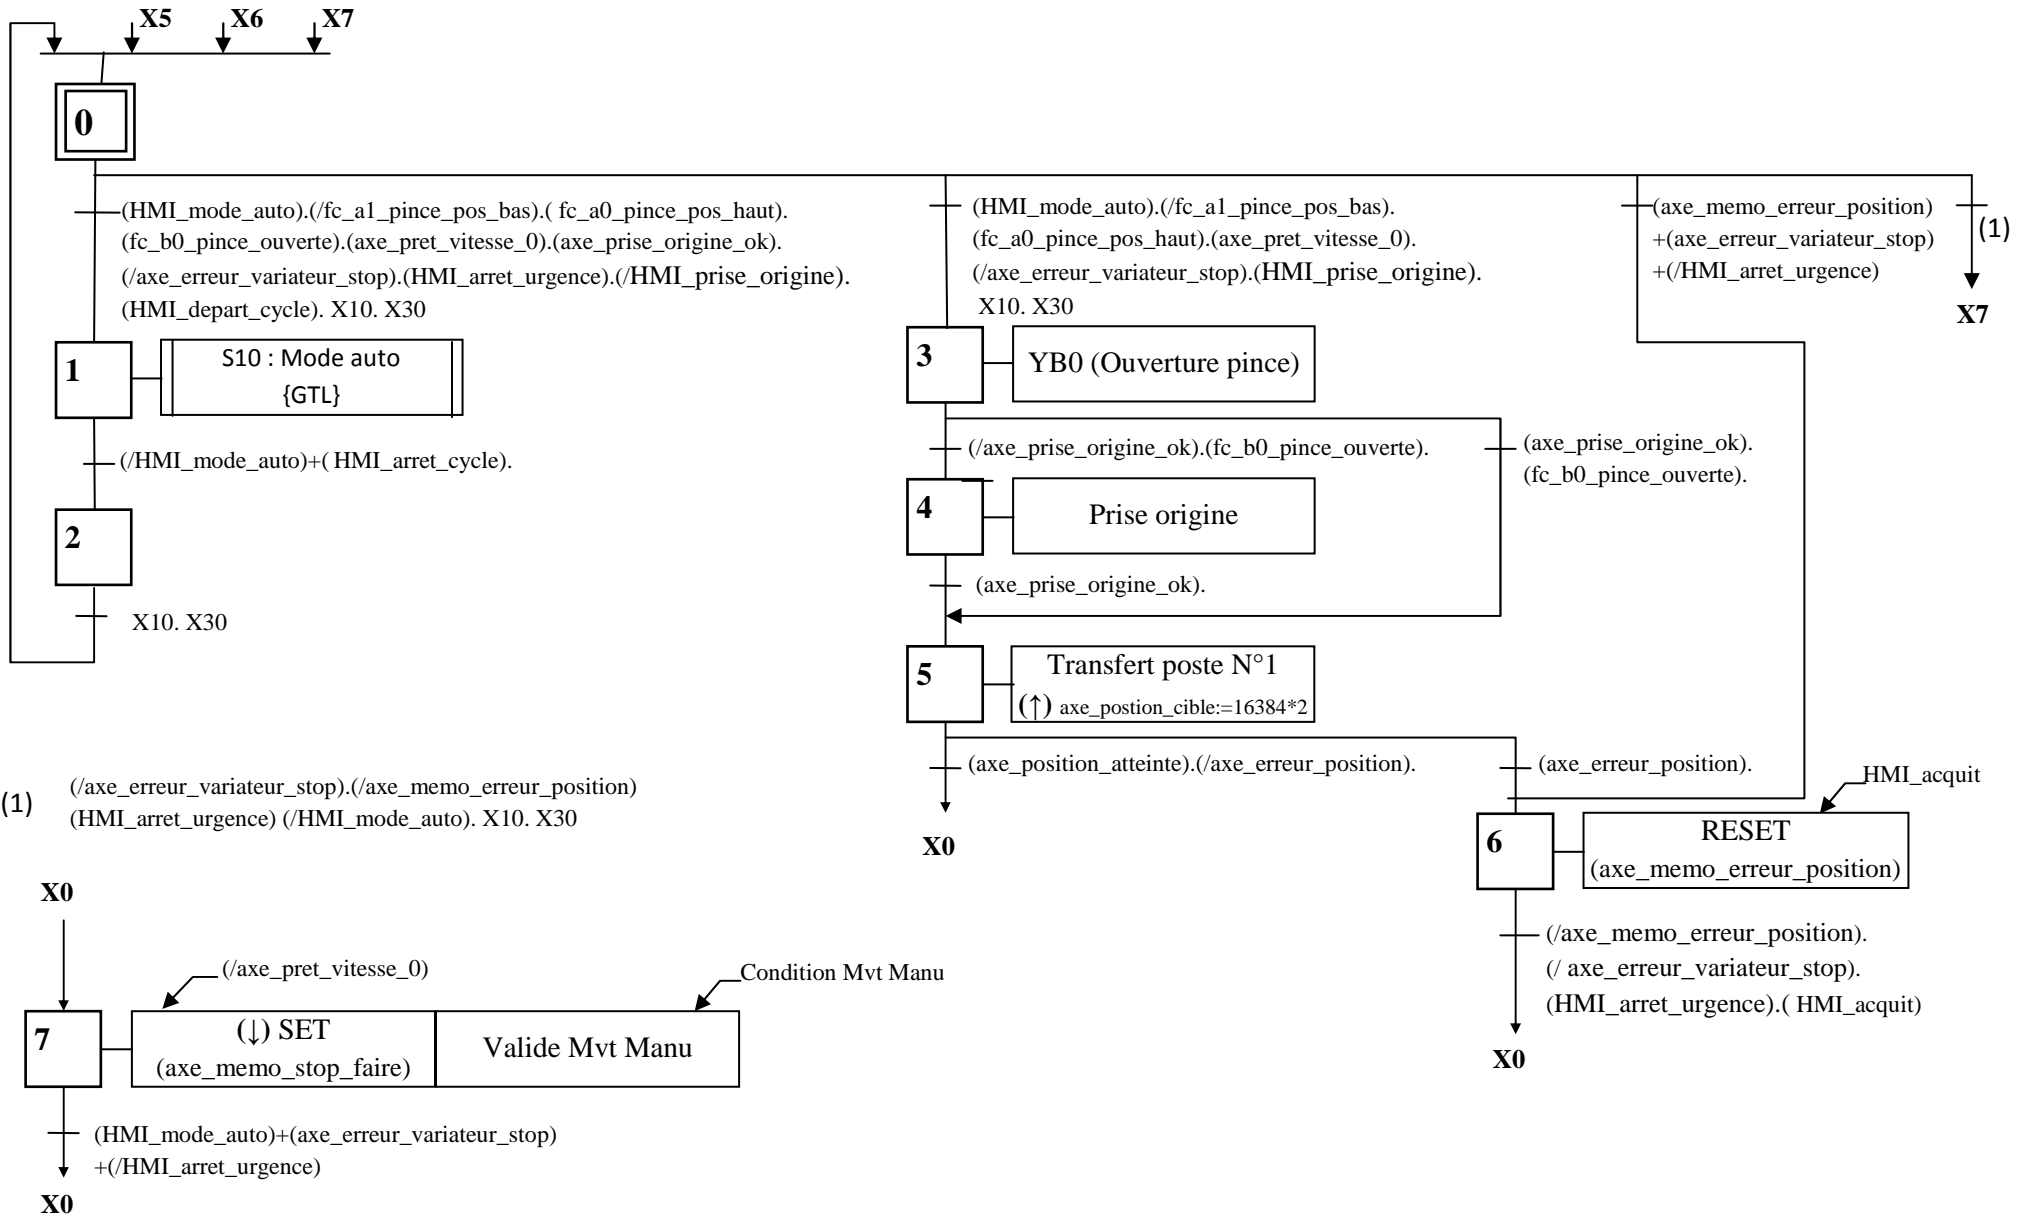 X5 X6 X7
0
(HMI_mode_auto).(/fc_a1_pince_pos_bas).( fc_a0_pince_pos_haut).
(fc_b0_pince_ouverte).(axe_pret_vitesse_0).(axe_prise_origine_ok).
(/axe_erreur_variateur_stop).(HMI_arret_urgence).(/HMI_prise_origine).
(HMI_depart_cycle). X10. X30
(HMI_mode_auto).(/fc_a1_pince_pos_bas).
(fc_a0_pince_pos_haut).(axe_pret_vitesse_0).
(/axe_erreur_variateur_stop).(HMI_prise_origine).
X10. X30
(axe_memo_erreur_position)
+(axe_erreur_variateur_stop)
+(/HMI_arret_urgence)
(1)
X7
1
S10 : Mode auto
{GTL}
(/HMI_mode_auto)+( HMI_arret_cycle).
2
X10. X30
3
YB0 (Ouverture pince)
(/axe_prise_origine_ok).(fc_b0_pince_ouverte).
(axe_prise_origine_ok).
(fc_b0_pince_ouverte).
4
Prise origine
(axe_prise_origine_ok).
5
Transfert poste N°1
(↑) axe_postion_cible:=16384*2
(axe_position_atteinte).(/axe_erreur_position).
X0
(axe_erreur_position).
HMI_acquit
6
RESET
(axe_memo_erreur_position)
(/axe_memo_erreur_position).
(/ axe_erreur_variateur_stop).
(HMI_arret_urgence).( HMI_acquit)
X0
(1)
(/axe_erreur_variateur_stop).(/axe_memo_erreur_position)
(HMI_arret_urgence) (/HMI_mode_auto). X10. X30
X0
(/axe_pret_vitesse_0)
Condition Mvt Manu
7
(↓) SET
(axe_memo_stop_faire)
Valide Mvt Manu
(HMI_mode_auto)+(axe_erreur_variateur_stop)
+(/HMI_arret_urgence)
X0